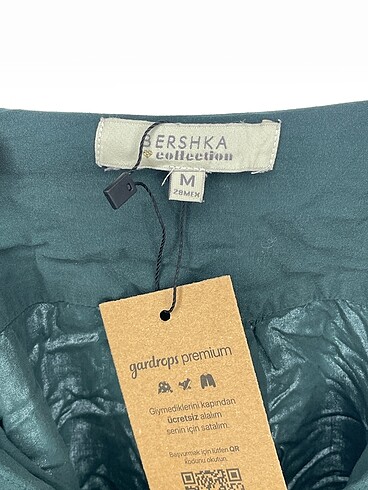 BERSHKA
collection
M
28MEX
gardrops premium
Giymediklerini kapından
ücretsiz alalım
senin için satalım.
Başvurmak için lütfen QR
kodunu okutun.